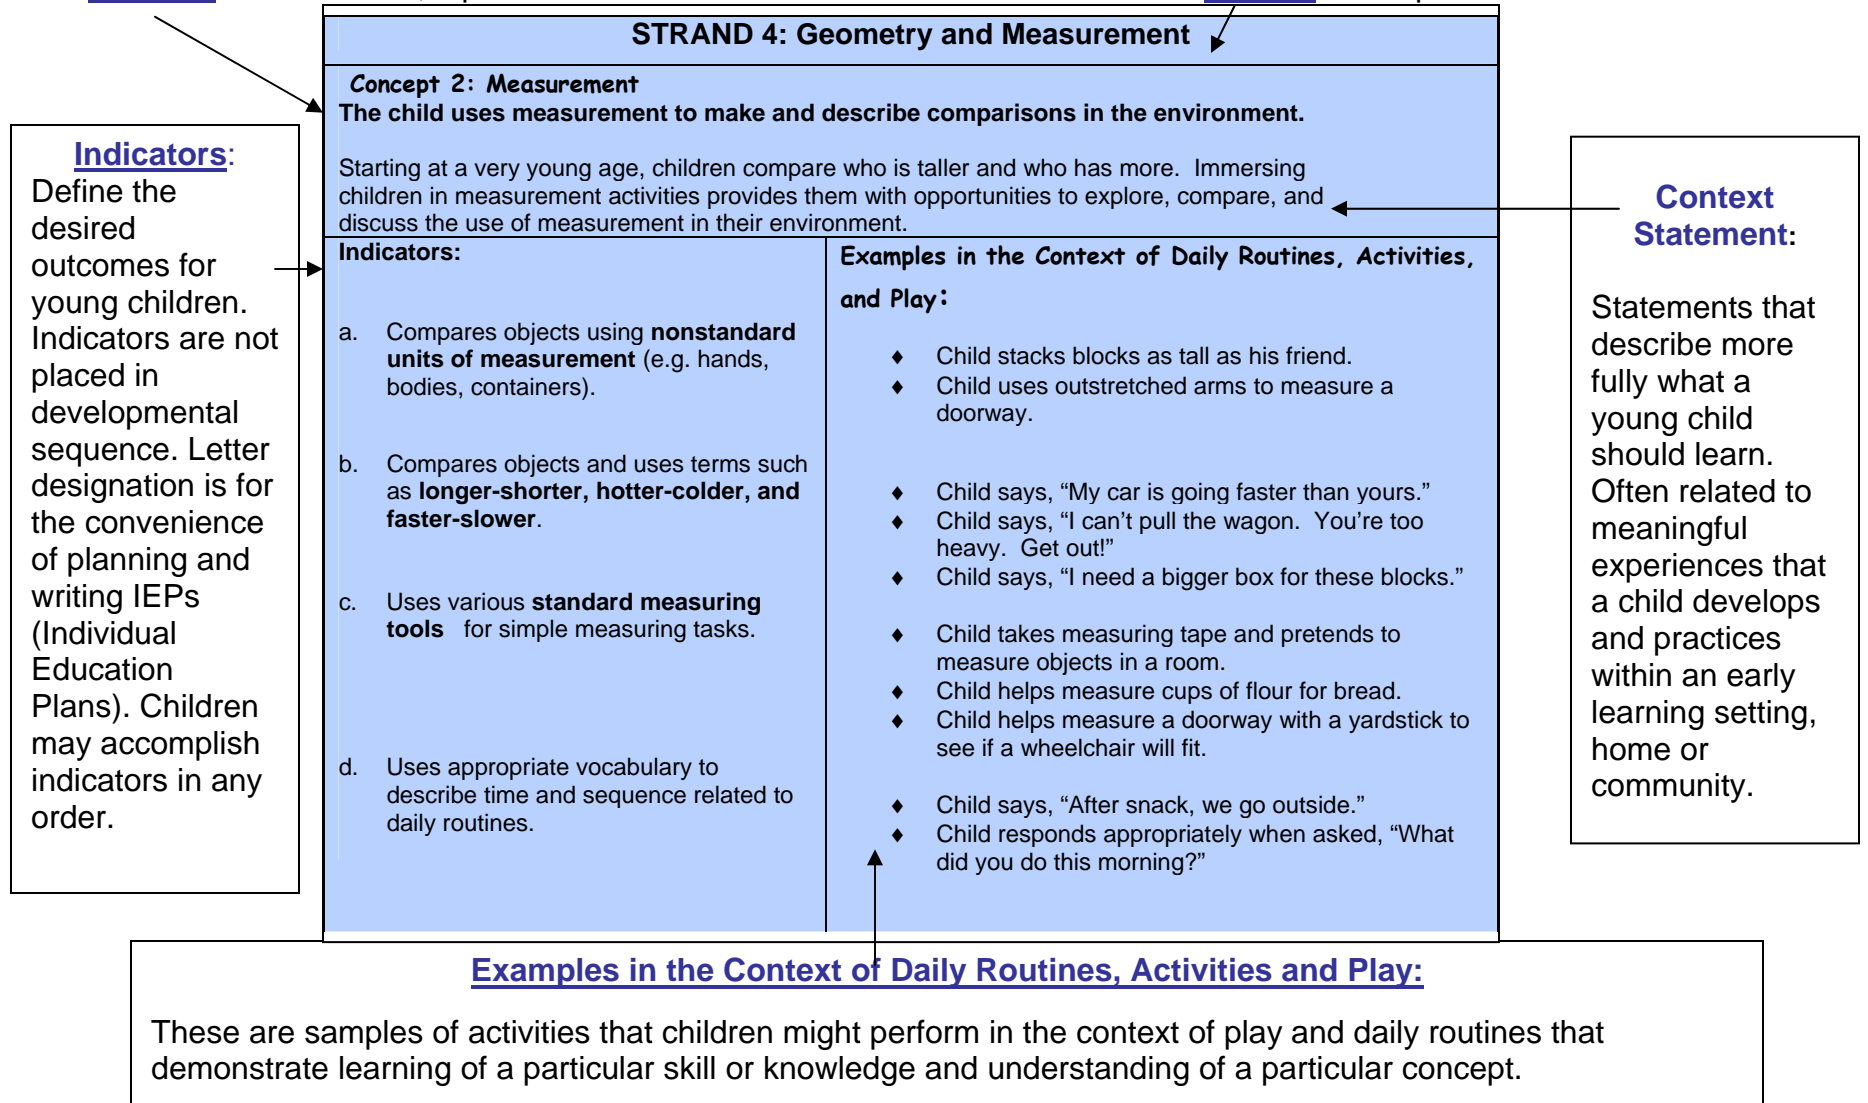 STRAND 4: Geometry and Measurement
Concept 2: Measurement
The child uses measurement to make and describe comparisons in the environment.
Starting at a very young age, children compare who is taller and who has more. Immersing
children in measurement activities provides them with opportunities to explore, compare, and
discuss the use of measurement in their environment.
Indicators:
a. Compares objects using nonstandard
units of measurement (e.g. hands,
bodies, containers).
b. Compares objects and uses terms such
as longer-shorter, hotter-colder, and
faster-slower.
c. Uses various standard measuring
tools for simple measuring tasks.
d. Uses appropriate vocabulary to
describe time and sequence related to
daily routines.
Examples in the Context of Daily Routines, Activities,
and Play:
♦ Child stacks blocks as tall as his friend.
♦ Child uses outstretched arms to measure a
doorway.
♦ Child says, “My car is going faster than yours.”
♦ Child says, “I can’t pull the wagon. You’re too
heavy. Get out!”
♦ Child says, “I need a bigger box for these blocks.”
♦ Child takes measuring tape and pretends to
measure objects in a room.
♦ Child helps measure cups of flour for bread.
♦ Child helps measure a doorway with a yardstick to
see if a wheelchair will fit.
♦ Child says, “After snack, we go outside.”
♦ Child responds appropriately when asked, “What
did you do this morning?”
Indicators:
Define the
desired
outcomes for
young children.
Indicators are not
placed in
developmental
sequence. Letter
designation is for
the convenience
of planning and
writing IEPs
(Individual
Education
Plans). Children
may accomplish
indicators in any
order.
Context
Statement:
Statements that
describe more
fully what a
young child
should learn.
Often related to
meaningful
experiences that
a child develops
and practices
within an early
learning setting,
home or
community.
Examples in the Context of Daily Routines, Activities and Play:
These are samples of activities that children might perform in the context of play and daily routines that
demonstrate learning of a particular skill or knowledge and understanding of a particular concept.